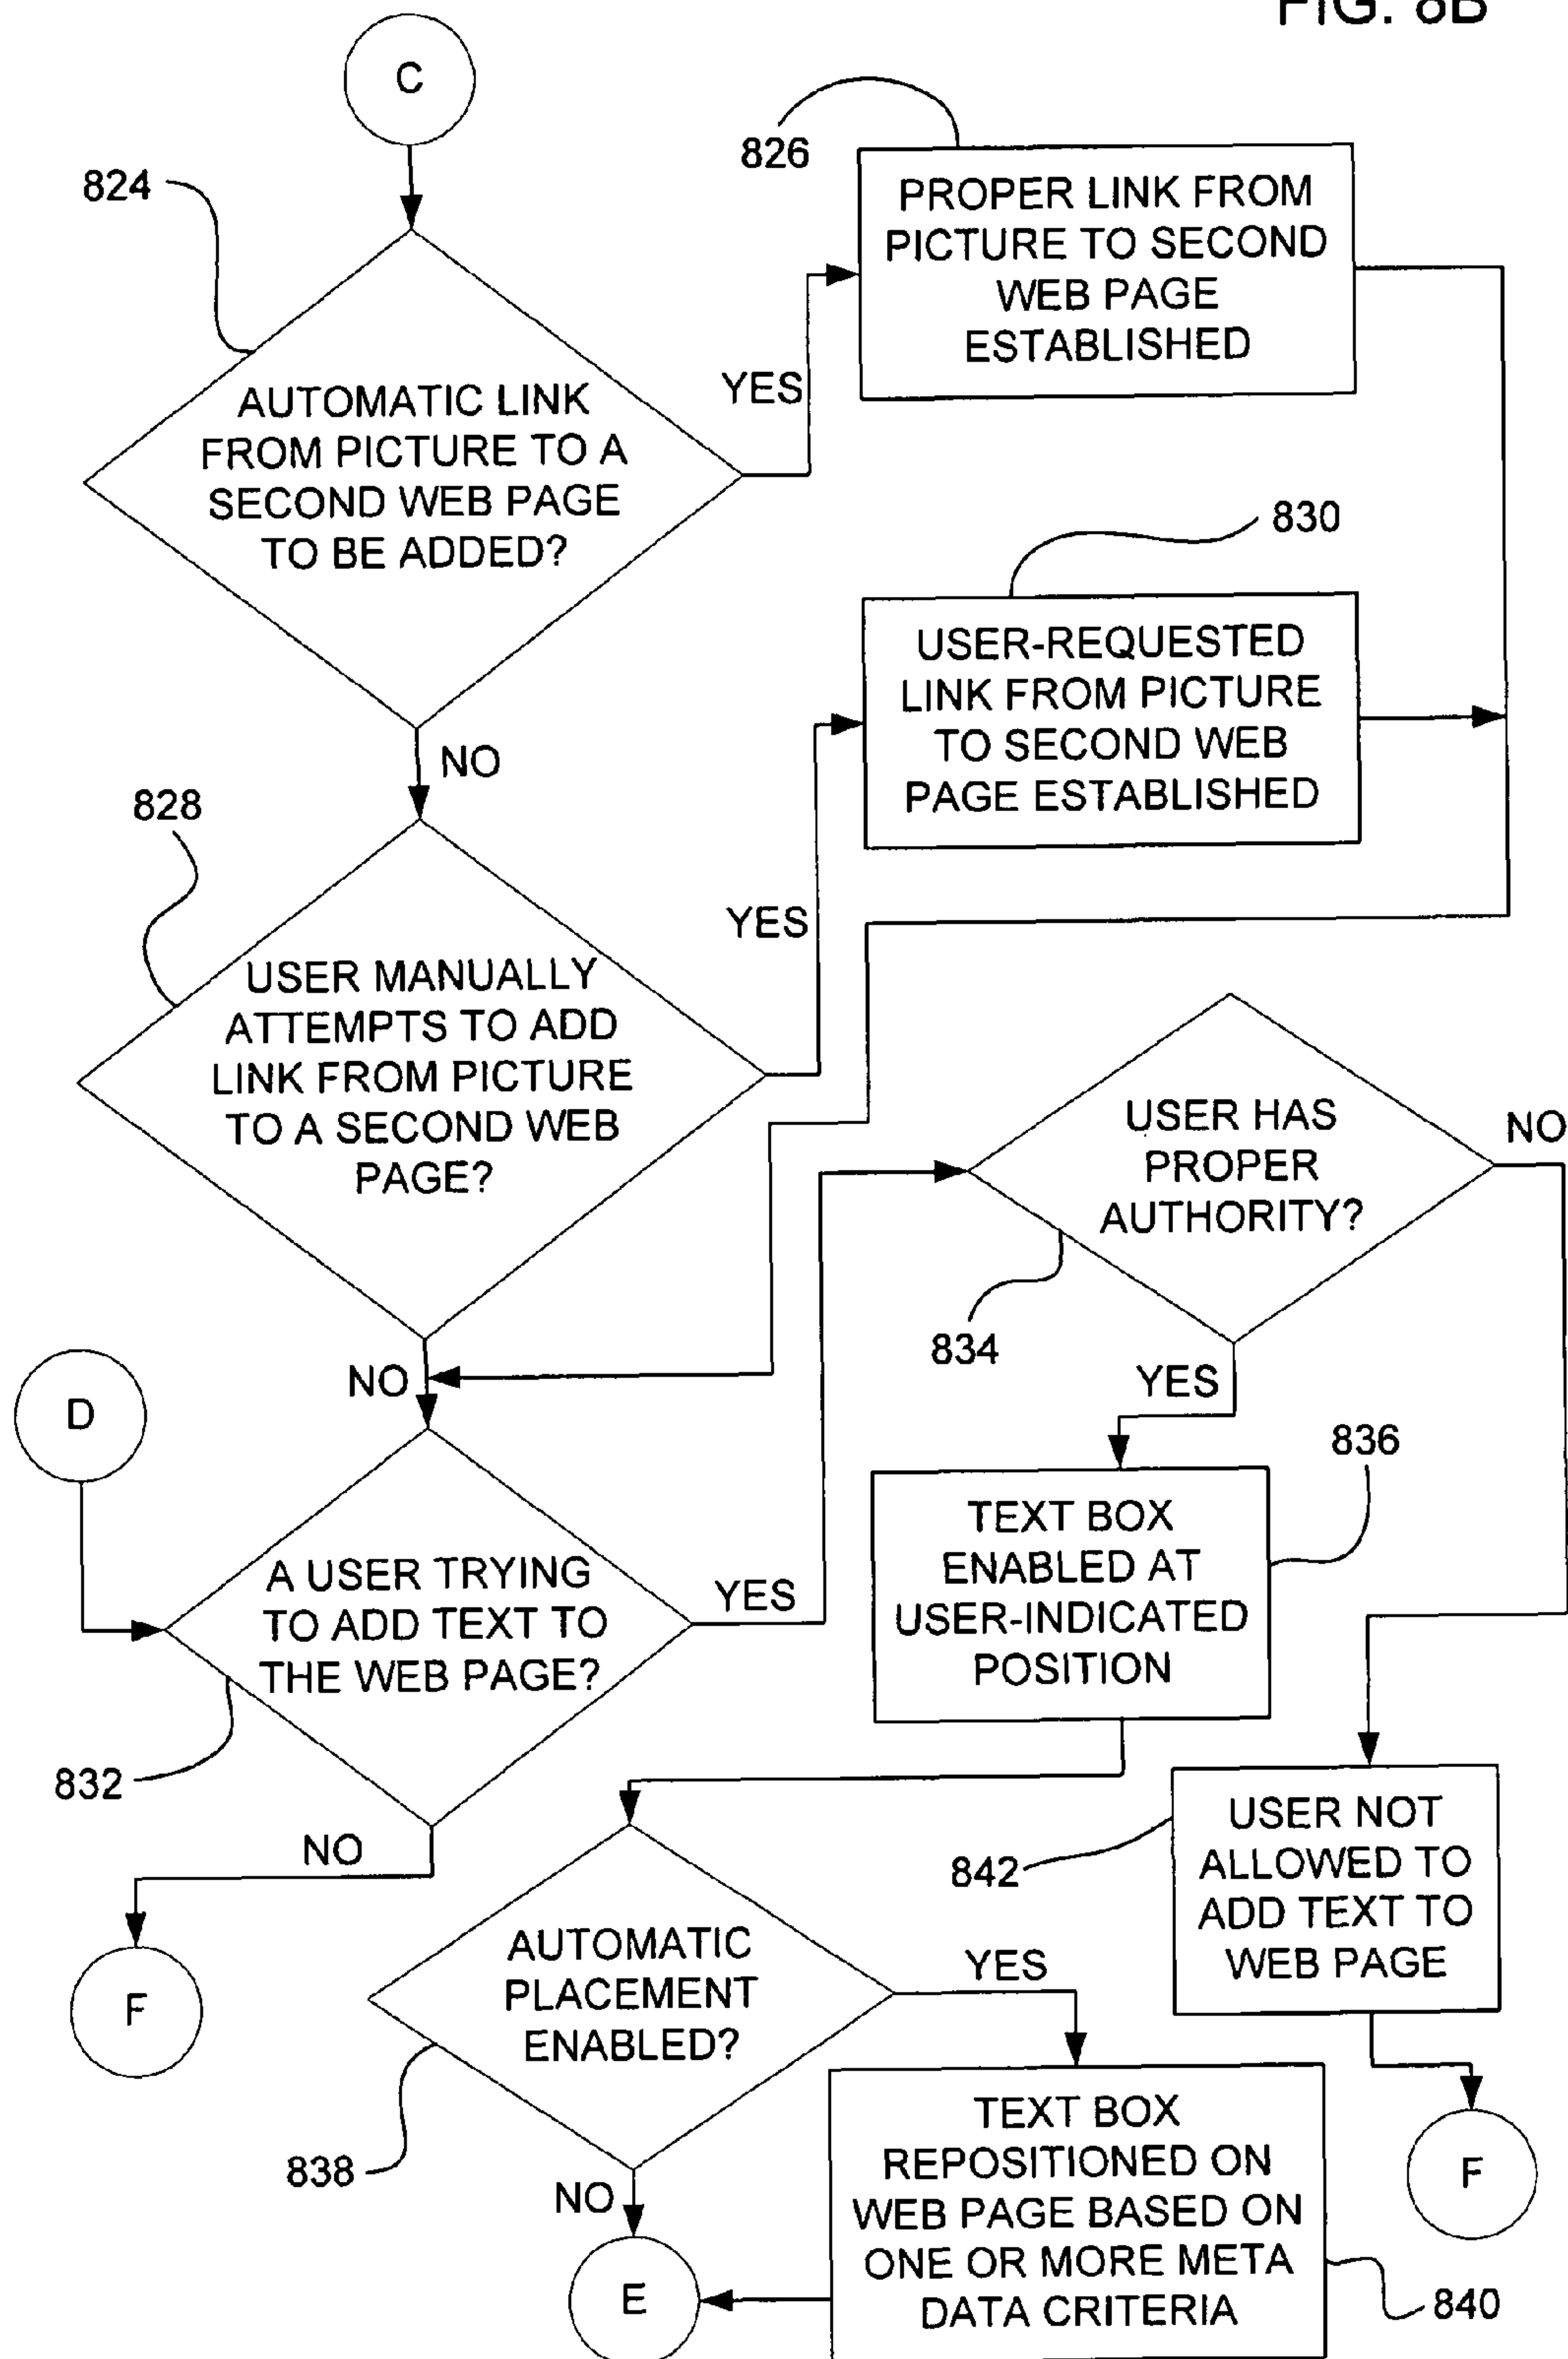 FIG. 8B
C
824
826
PROPER LINK FROM
PICTURE TO SECOND
WEB PAGE
ESTABLISHED
YES
AUTOMATIC LINK
FROM PICTURE TO A
SECOND WEB PAGE
TO BE ADDED?
830
USER-REQUESTED
LINK FROM PICTURE
TO SECOND WEB
PAGE ESTABLISHED
NO
828
YES
USER MANUALLY
ATTEMPTS TO ADD
LINK FROM PICTURE
TO A SECOND WEB
PAGE?
USER HAS
PROPER
AUTHORITY?
NO
834
YES
NO
D
836
TEXT BOX
ENABLED AT
USER-INDICATED
POSITION
A USER TRYING
TO ADD TEXT TO
THE WEB PAGE?
YES
832
NO
F
842
USER NOT
ALLOWED TO
ADD TEXT TO
WEB PAGE
AUTOMATIC
PLACEMENT
ENABLED?
YES
838
NO
E
TEXT BOX
REPOSITIONED ON
WEB PAGE BASED ON
ONE OR MORE META
DATA CRITERIA
F
840